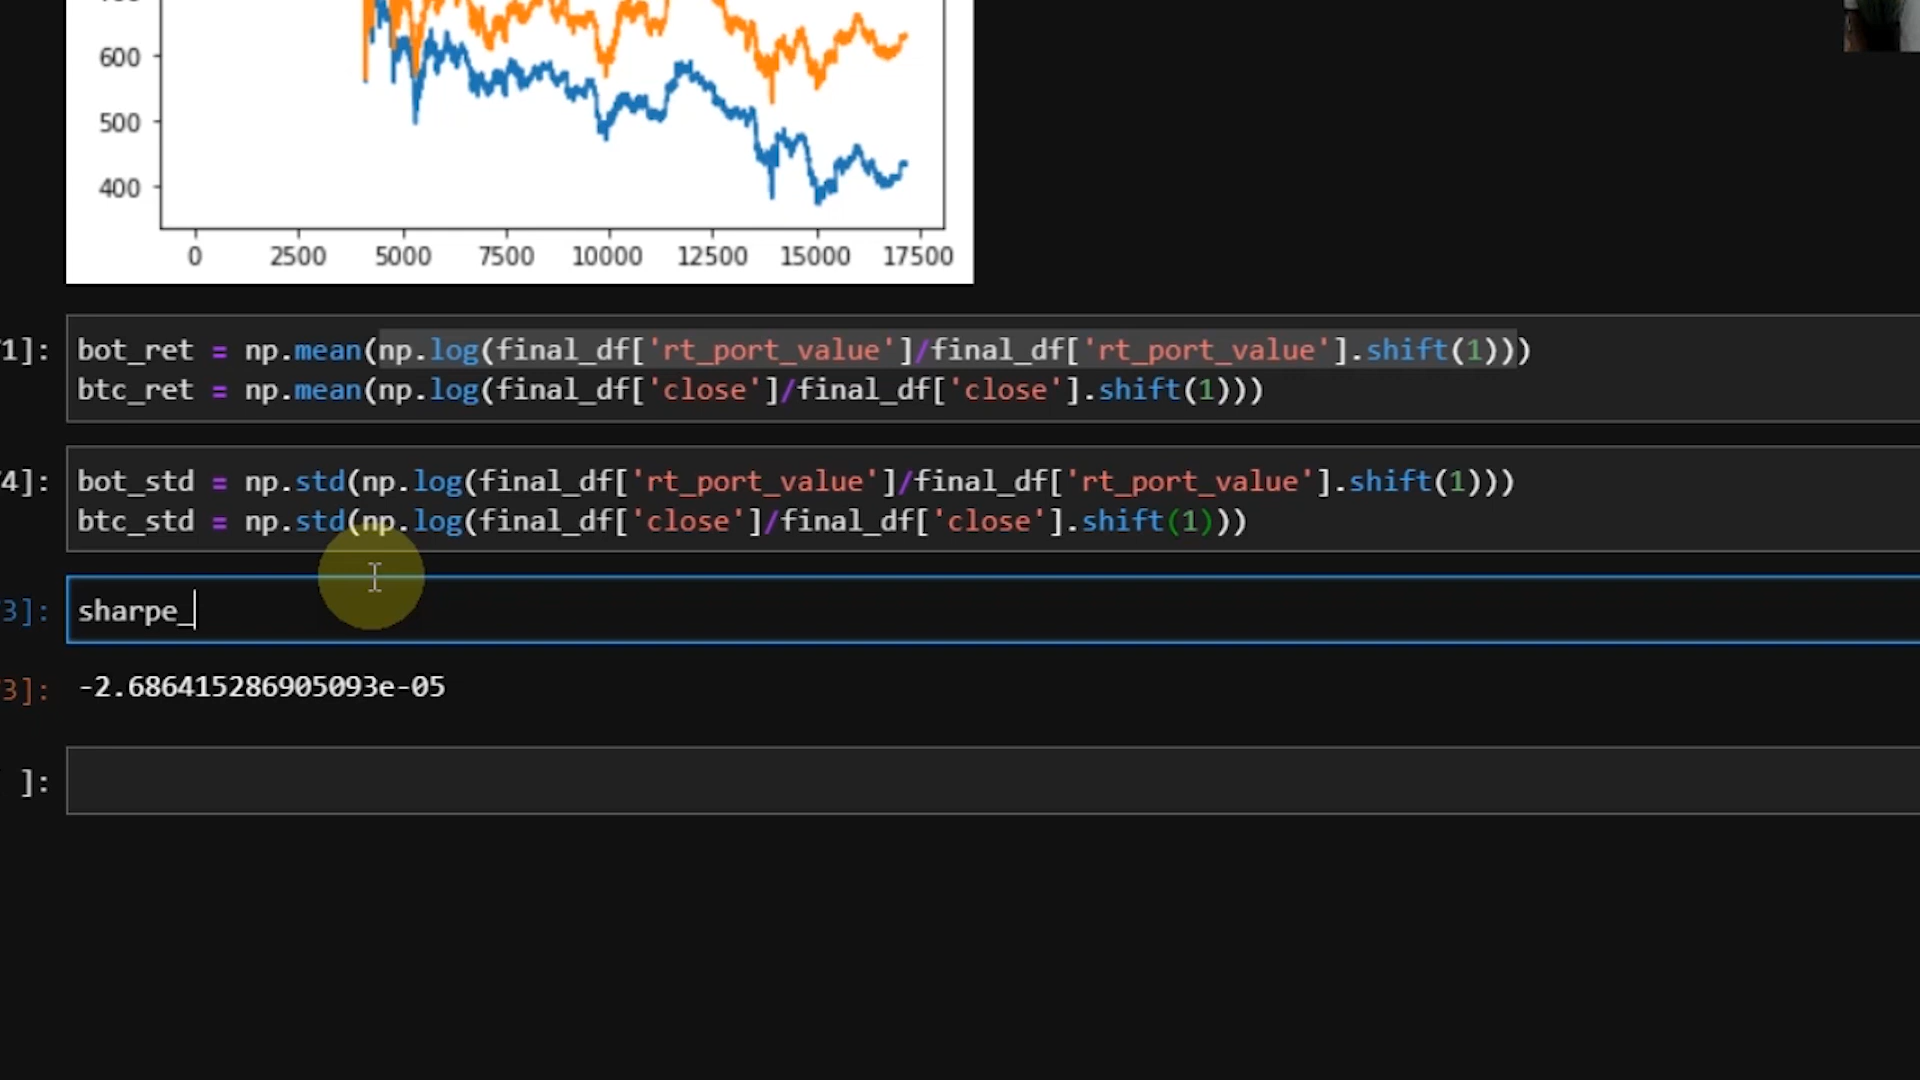 600
500
400
0 2500 5000 7500 10000 12500 15000 17500
1]: bot_ret = np.mean(np.log(final_df['rt_port_value']/final_df['rt_port_value'].shift(1)))
btc_ret = np.mean(np.log(final_df['close']/final_df['close'].shift(1)))
4]: bot_std = np.std(np.log(final_df['rt_port_value']/final_df['rt_port_value'].shift(1)))
btc_std = np.std(np.log(final_df['close']/final_df['close'].shift(1)))
3]: sharpe_
3]: -2.686415286905093e-05
]: